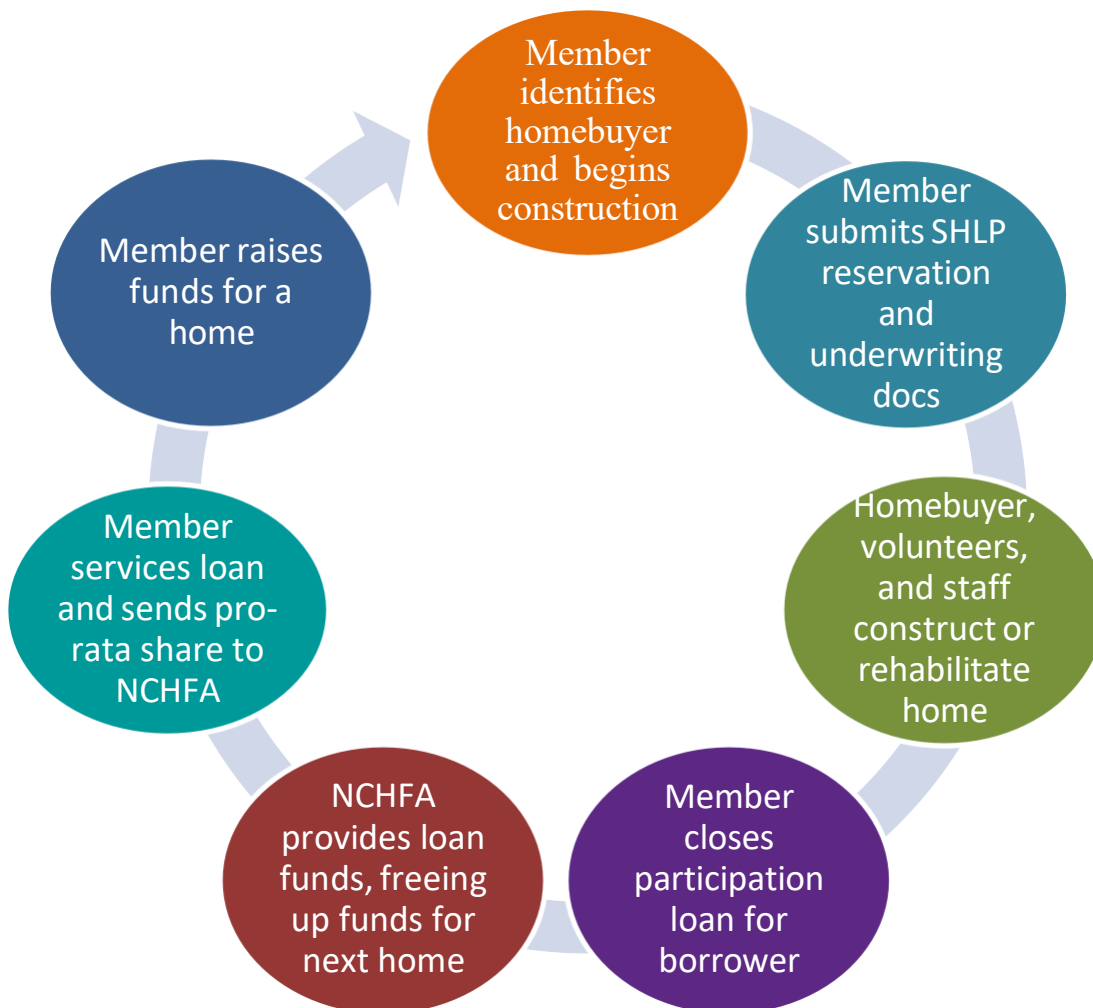 Member
identifies
homebuyer
and begins
construction
Member
submits SHLP
reservation
and
underwriting
docs
Homebuyer,
volunteers,
and staff
construct or
rehabilitate
home
Member
closes
participation
loan for
borrower
NCHFA
provides loan
funds, freeing
up funds for
next home
Member
services loan
and sends pro-
rata share to
NCHFA
Member raises
funds for a
home